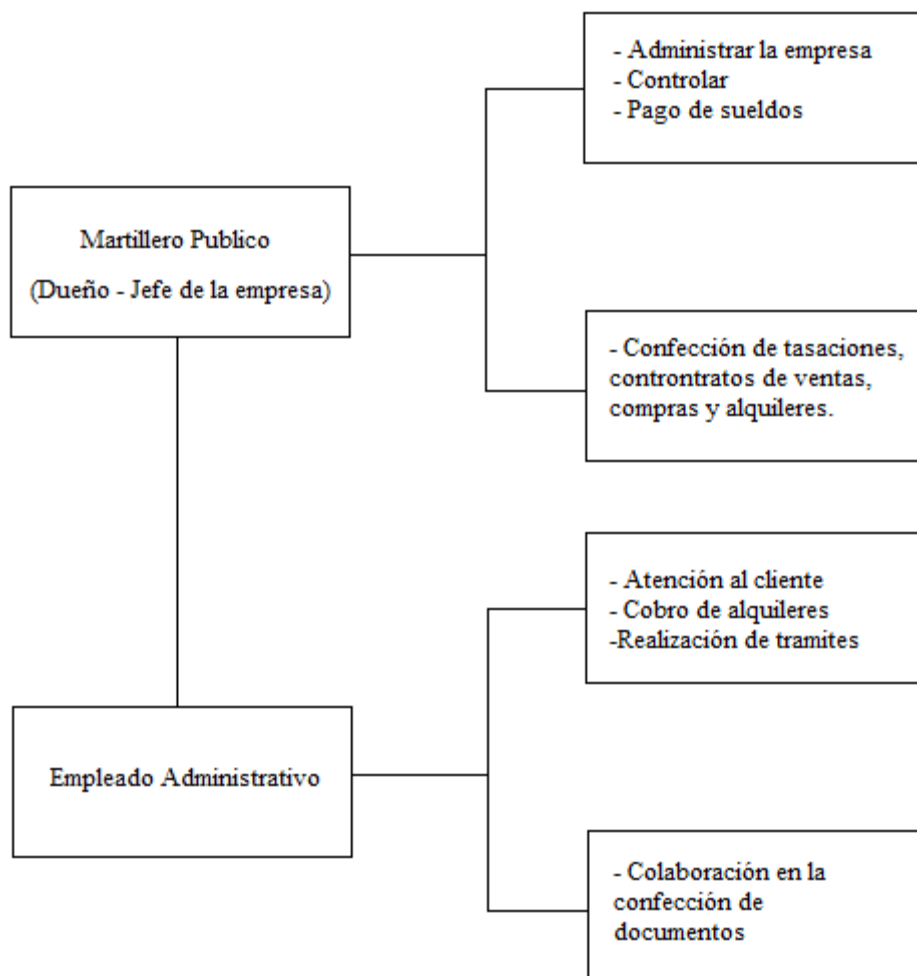 - Administrar la empresa
- Controlar
- Pago de sueldos
Martillero Publico
(Dueño - Jefe de la empresa)
- Confección de tasaciones,
controntratos de ventas,
compras y alquileres.
- Atención al cliente
- Cobro de alquileres
-Realización de tramites
Empleado Administrativo
- Colaboración en la
confección de
documentos